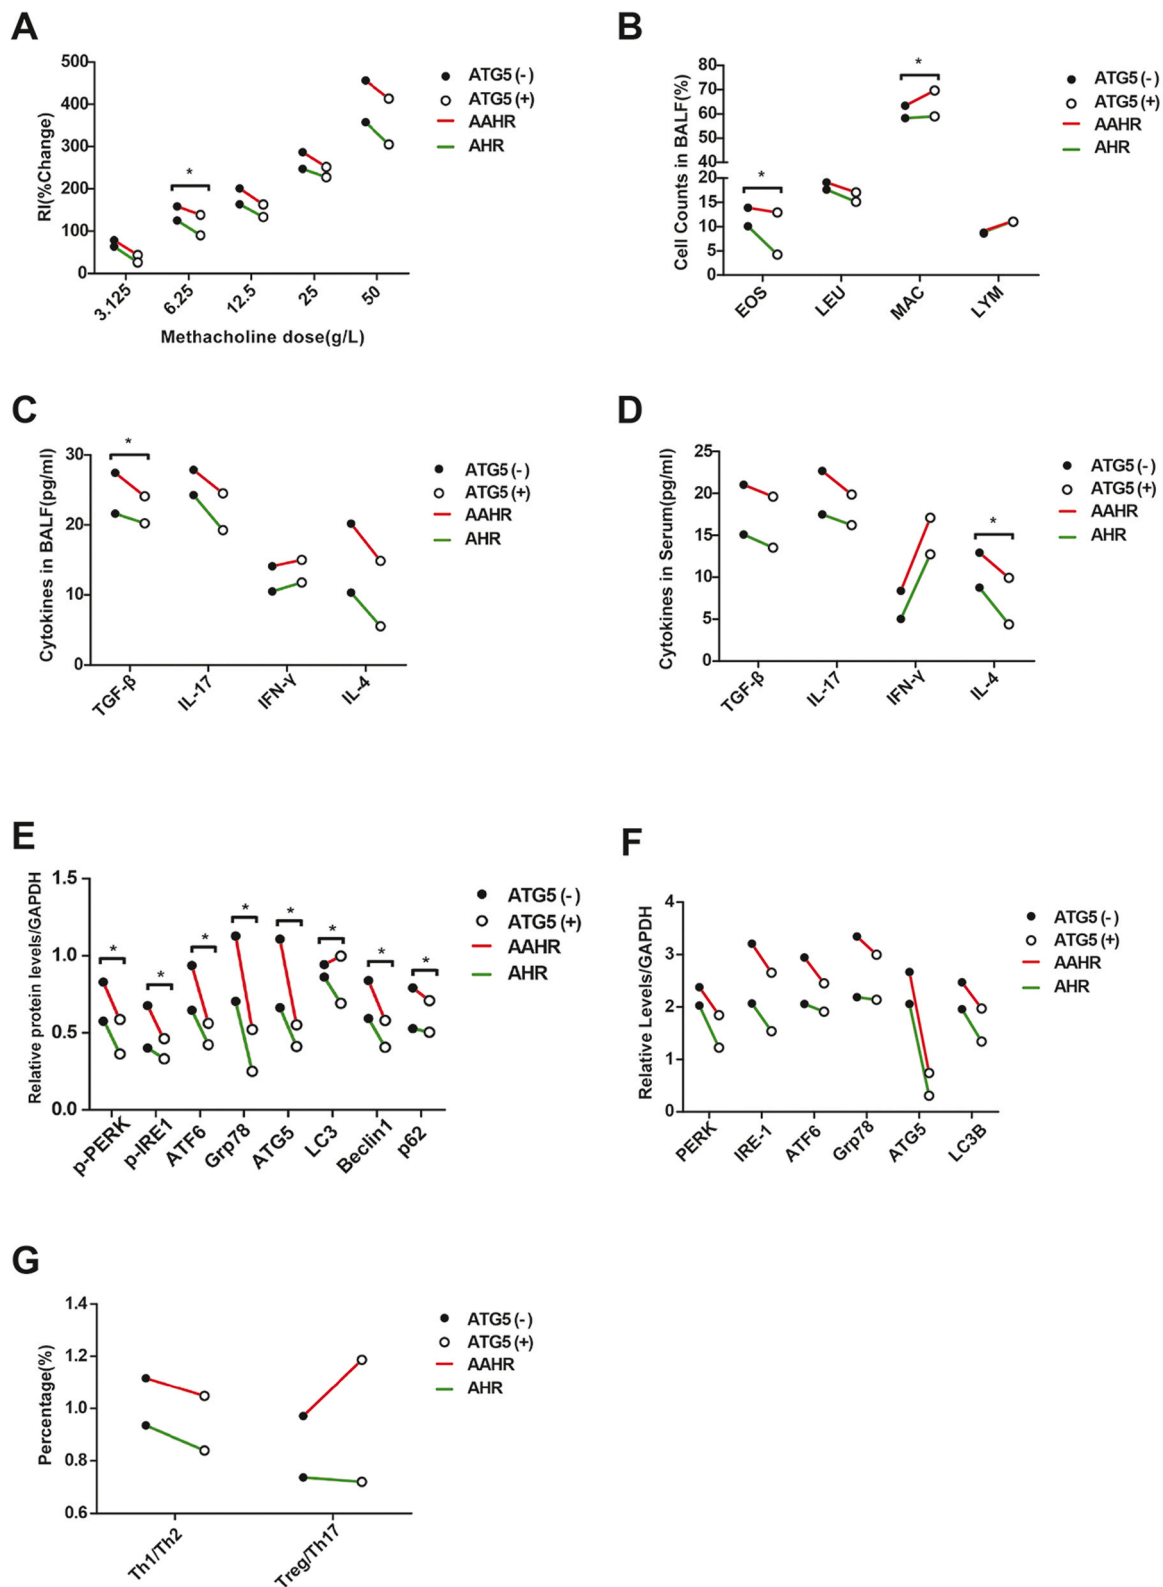 A
RI(%Change)
500
400
300
200
100
0
*
3.125
6.25
12.5
25
50
Methacholine dose(g/L)
ATG5(-)
ATG5(+)
AAHR
AHR
B
Cell Counts in BALF(%)
80
70
60
50
40
20
15
10
5
0
*
*
EOS
LEU
MAC
LYM
ATG5(-)
ATG5(+)
AAHR
AHR
C
Cytokines in BALF(pg/ml)
30
20
10
0
*
TGF-β
IL-17
IFN-γ
IL-4
ATG5(-)
ATG5(+)
AAHR
AHR
D
Cytokines in Serum(pg/ml)
25
20
15
10
5
0
*
TGF-β
IL-17
IFN-γ
IL-4
ATG5(-)
ATG5(+)
AAHR
AHR
E
Relative protein levels/GAPDH
1.5
1.0
0.5
0.0
*
*
*
*
*
*
*
*
p-PERK
p-IRE1
ATF6
Grp78
ATG5
LC3
Beclin1
p62
ATG5(-)
ATG5(+)
AAHR
AHR
F
Relative Levels/GAPDH
4
3
2
1
0
PERK
IRE-1
ATF6
Grp78
ATG5
LC3B
ATG5(-)
ATG5(+)
AAHR
AHR
G
Percentage(%)
1.4
1.2
1.0
0.8
0.6
Th1/Th2
Treg/Th17
ATG5(-)
ATG5(+)
AAHR
AHR